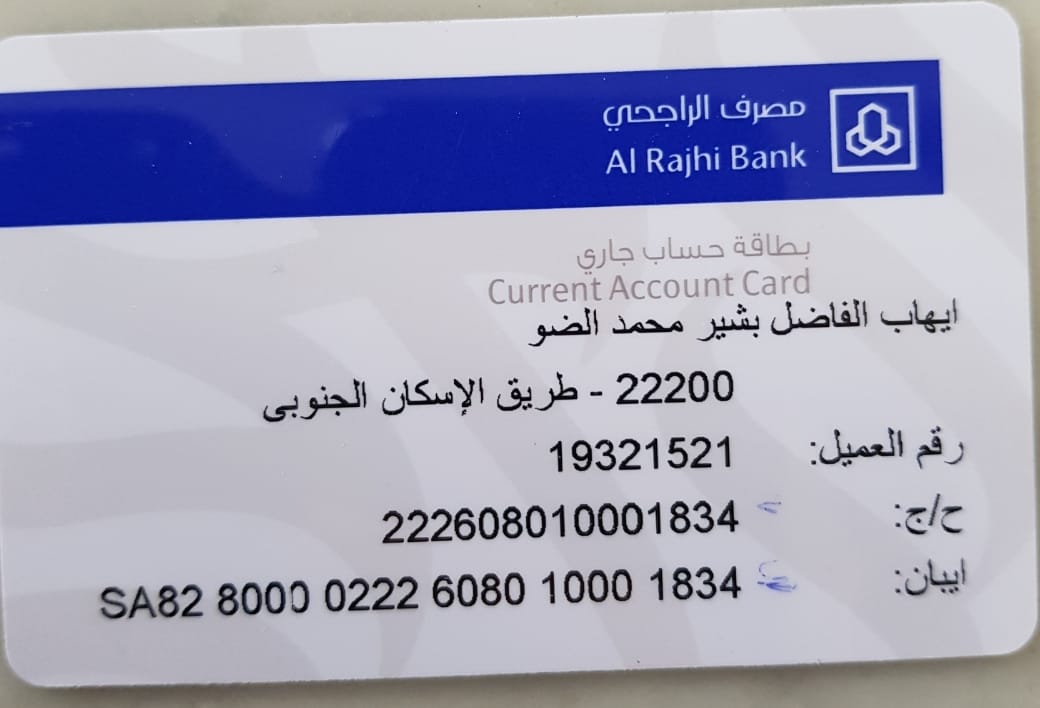 مصرف الراجحي
Al Rajhi Bank
بطاقة حساب جاري
Current Account Card
ايهاب الفاضل بشير محمد الضو
22200 - طريق الإسكان الجنوبى
رقم العميل: 19321521
ح/ج: 222608010001834
ايبان: SA82 8000 0222 6080 1000 1834